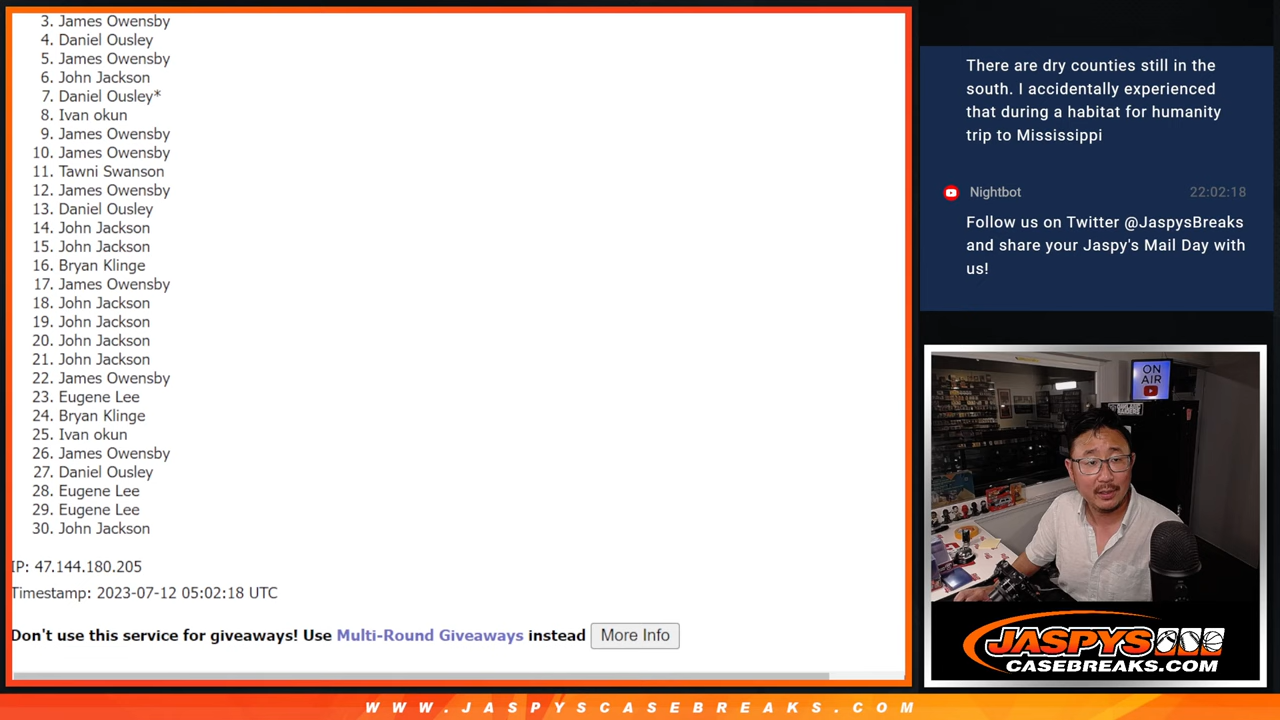 3. James Owensby
4. Daniel Ousley
5. James Owensby
6. John Jackson
7. Daniel Ousley*
8. Ivan okun
9. James Owensby
10. James Owensby
11. Tawni Swanson
12. James Owensby
13. Daniel Ousley
14. John Jackson
15. John Jackson
16. Bryan Klinge
17. James Owensby
18. John Jackson
19. John Jackson
20. John Jackson
21. John Jackson
22. James Owensby
23. Eugene Lee
24. Bryan Klinge
25. Ivan okun
26. James Owensby
27. Daniel Ousley
28. Eugene Lee
29. Eugene Lee
30. John Jackson
IP: 47.144.180.205
Timestamp: 2023-07-12 05:02:18 UTC
Don't use this service for giveaways! Use Multi-Round Giveaways instead More Info
There are dry counties still in the
south. I accidentally experienced
that during a habitat for humanity
trip to Mississippi
Nightbot 22:02:18
Follow us on Twitter @JaspysBreaks
and share your Jaspy's Mail Day with
us!
ON
AIR
JASPYS
CASEBREAKS.COM
WWW.JASPYSCASEBREAKS.COM